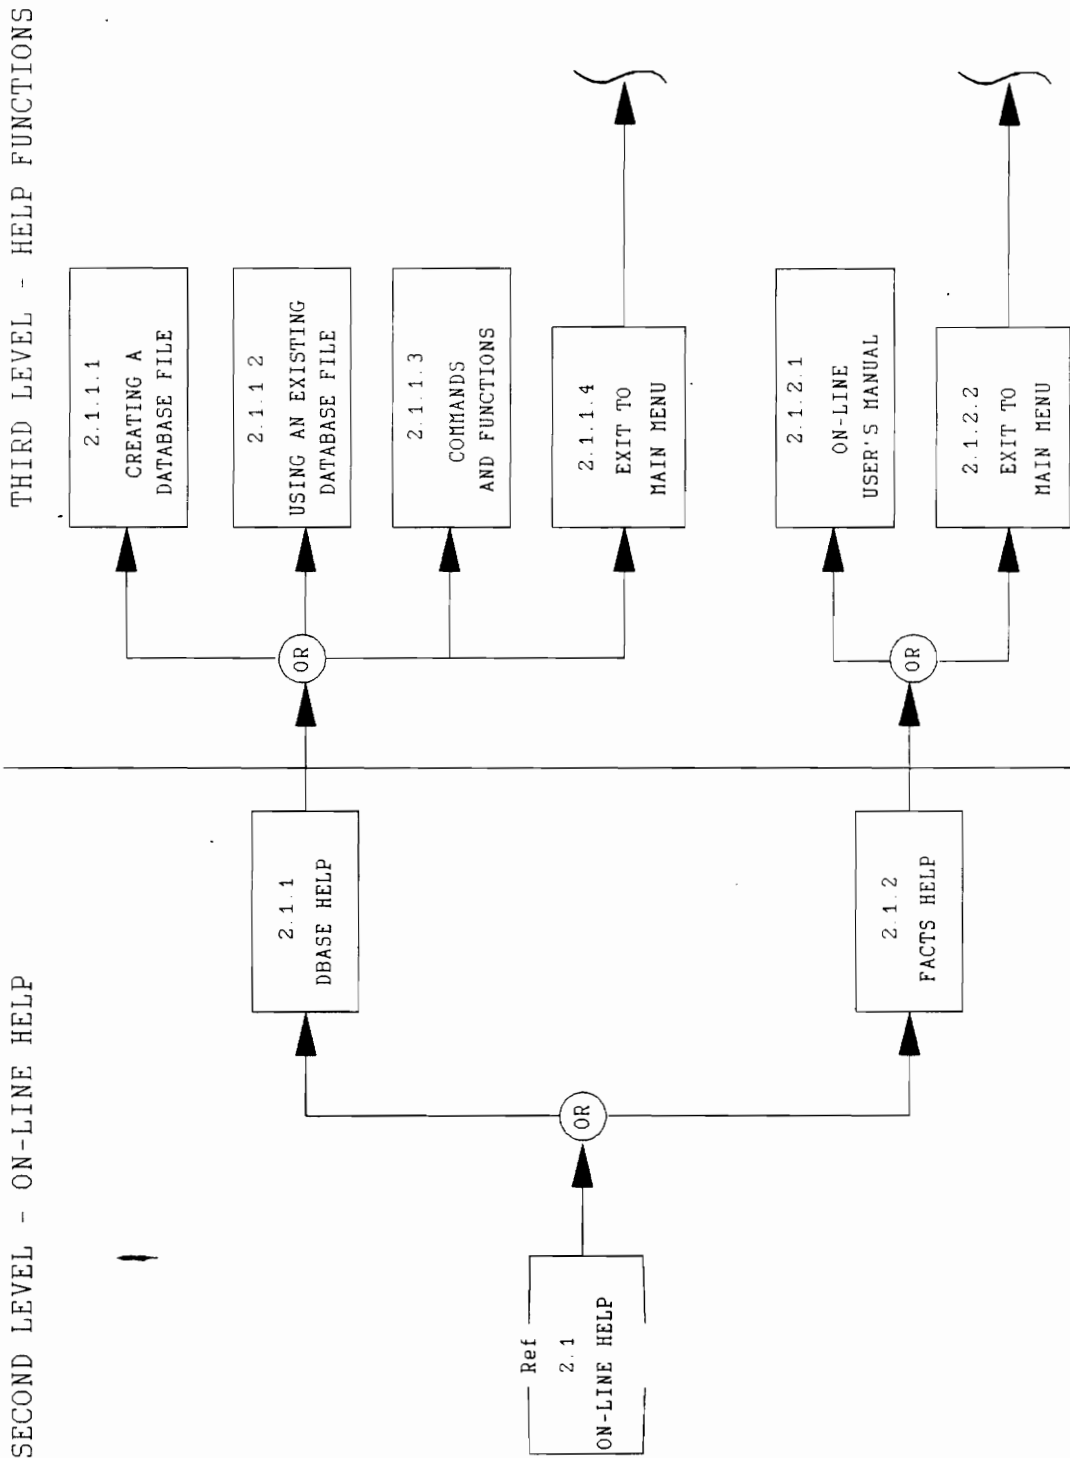 SECOND LEVEL - ON-LINE HELP
THIRD LEVEL - HELP FUNCTIONS
Ref
2.1
ON-LINE HELP
OR
2.1.1
DBASE HELP
OR
2.1.1.1
CREATING A
DATABASE FILE
2.1.1 2
USING AN EXISTING
DATABASE FILE
2.1.1.3
COMMANDS
AND FUNCTIONS
2.1.1.4
EXIT TO
MAIN MENU
2.1.2
FACTS HELP
OR
2.1.2.1
ON-LINE
USER'S MANUAL
2.1.2.2
EXIT TO
MAIN MENU